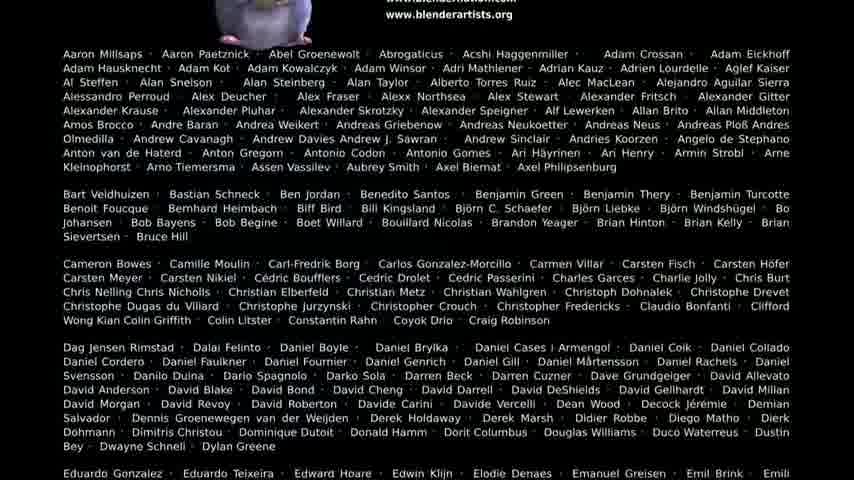 www.blenderartists.org
Aaron Millsaps · Aaron Paetznick · Abel Groenewolt · Abrogaticus · Acshi Haggenmiller · Adam Crossan · Adam Eickhoff
Adam Hausknecht · Adam Kot · Adam Kowalczyk · Adam Winsor · Adri Mathlener · Adrian Kauz · Adrien Lourdelle · Aglef Kaiser
Al Steffen · Alan Snelson · Alan Steinberg · Alan Taylor · Alberto Torres Ruiz · Alec MacLean · Alejandro Aguilar Sierra
Alessandro Perroud · Alex Deucher · Alex Fraser · Alexx Northsea · Alex Stewart · Alexander Fritsch · Alexander Gitter
Alexander Krause · Alexander Pluhar · Alexander Skrotzky · Alexander Speigner · Alf Lewerken · Allan Brito · Allan Middleton
Amos Brocco · Andre Baran · Andrea Weikert · Andreas Griebenow · Andreas Neukoetter · Andreas Neus · Andreas Ploß Andres
Olmedilla · Andrew Cavanagh · Andrew Davies Andrew J. Sawran · Andrew Sinclair · Andries Koorzen · Angelo de Stephano
Anton van de Haterd · Anton Gregorn · Antonio Codon · Antonio Gomes · Ari Häyrinen · Ari Henry · Armin Strobl · Arne
Kleinophorst · Arno Tiemersma · Assen Vassilev · Aubrey Smith · Axel Biernat · Axel Philipsenburg
Bart Veldhuizen · Bastian Schneck · Ben Jordan · Benedito Santos · Benjamin Green · Benjamin Thery · Benjamin Turcotte
Benoit Foucque · Bernhard Heimbach · Biff Bird · Bill Kingsland · Björn C. Schaefer · Björn Liebke · Björn Windshügel · Bo
Johansen · Bob Bayens · Bob Begine · Boet Willard · Bouillard Nicolas · Brandon Yeager · Brian Hinton · Brian Kelly · Brian
Sievertsen · Bruce Hill
Cameron Bowes · Camille Moulin · Carl-Fredrik Borg · Carlos Gonzalez-Morcillo · Carmen Villar · Carsten Fisch · Carsten Höfer
Carsten Meyer · Carsten Nikiel · Cédric Boufflers · Cedric Drolet · Cedric Passerini · Charles Garces · Charlie Jolly · Chris Burt
Chris Nelling Chris Nicholls · Christian Elberfeld · Christian Metz · Christian Wahlgren · Christoph Dohnalek · Christophe Drevet
Christophe Dugas du Villard · Christophe Jurzynski · Christopher Crouch · Christopher Fredericks · Claudio Bonfanti · Clifford
Wong Kian Colin Griffith · Colin Litster · Constantin Rahn · Coyok Drio · Craig Robinson
Dag Jensen Rimstad · Dalai Felinto · Daniel Boyle · Daniel Brylka · Daniel Cases i Armengol · Daniel Coik · Daniel Collado
Daniel Cordero · Daniel Faulkner · Daniel Fournier · Daniel Genrich · Daniel Gill · Daniel Mårtensson · Daniel Rachels · Daniel
Svensson · Danilo Duina · Dario Spagnolo · Darko Sola · Darren Beck · Darren Cuzner · Dave Grundgeiger · David Allevato
David Anderson · David Blake · David Bond · David Cheng · David Darrell · David DeShields · David Gellhardt · David Millan
David Morgan · David Revoy · David Roberton · Davide Carini · Davide Vercelli · Dean Wood · Decock Jérémie · Demian
Salvador · Dennis Groenewegen van der Weijden · Derek Holdaway · Derek Marsh · Didier Robbe · Diego Matho · Dierk
Dohmann · Dimitris Christou · Dominique Dutoit · Donald Hamm · Dorit Columbus · Douglas Williams · Duco Waterreus · Dustin
Bey · Dwayne Schnell · Dylan Greene
Eduardo Gonzalez · Eduardo Teixeira · Edward Hoare · Edwin Klijn · Elodie Denaes · Emanuel Greisen · Emil Brink · Emili